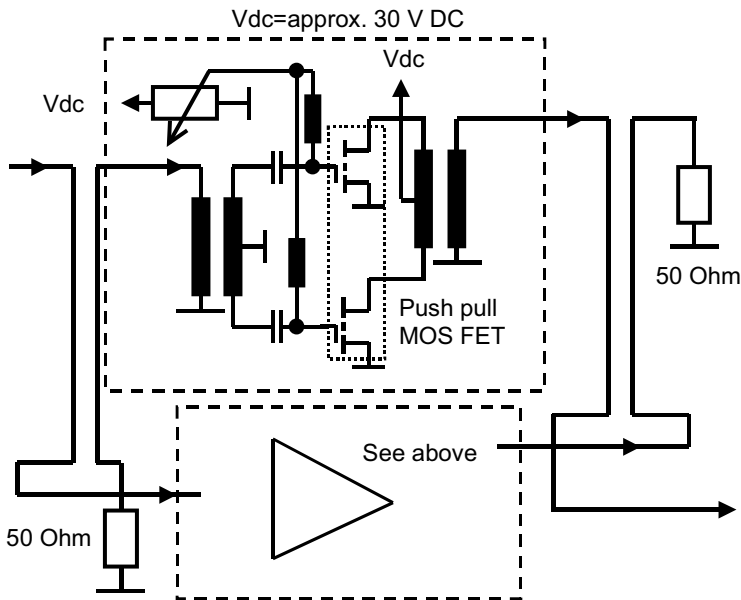 Vdc=approx. 30 V DC
Vdc
Vdc
50 Ohm
Push pull
MOS FET
See above
50 Ohm